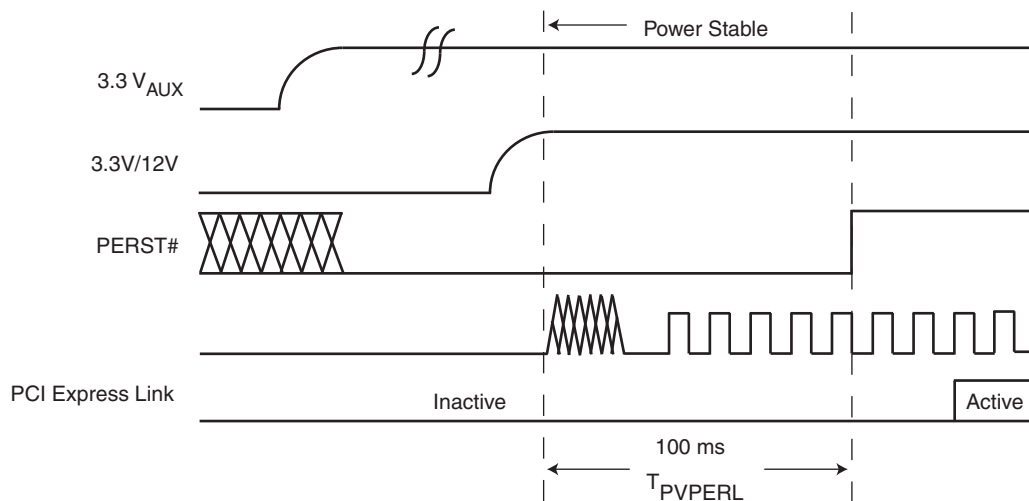 Power Stable
3.3 VAUX
3.3V/12V
PERST#
PCI Express Link
Inactive
Active
100 ms
TPVPERL